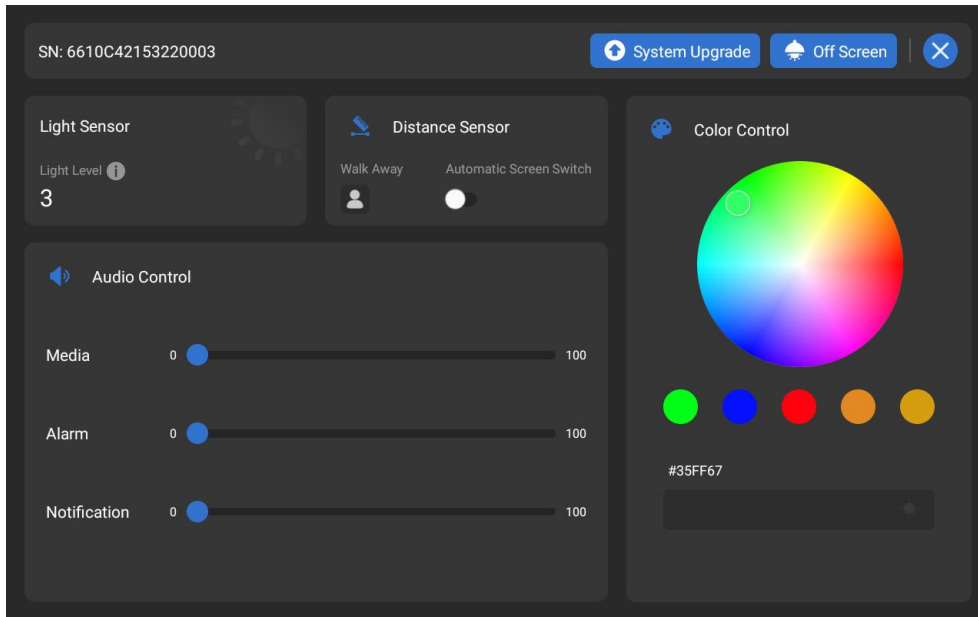 SN: 6610C42153220003
System Upgrade
Off Screen
Light Sensor
Light Level
3
Distance Sensor
Walk Away
Automatic Screen Switch
Color Control
Audio Control
Media 0 100
Alarm 0 100
Notification 0 100
#35FF67